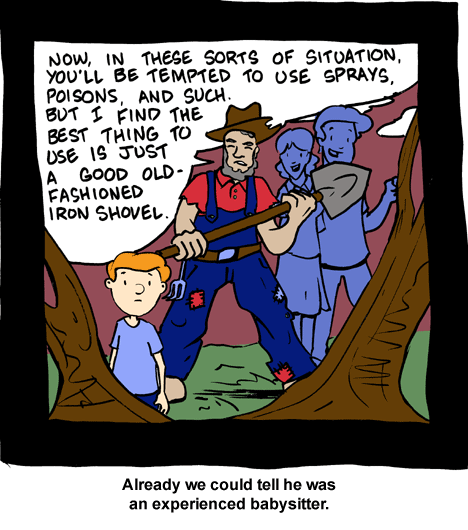 NOW, IN THESE SORTS OF SITUATION,
YOU'LL BE TEMPTED TO USE SPRAYS,
POISONS, AND SUCH.
BUT I FIND THE
BEST THING TO
USE IS JUST
A GOOD OLD-
FASHIONED
IRON SHOVEL.
Already we could tell he was
an experienced babysitter.